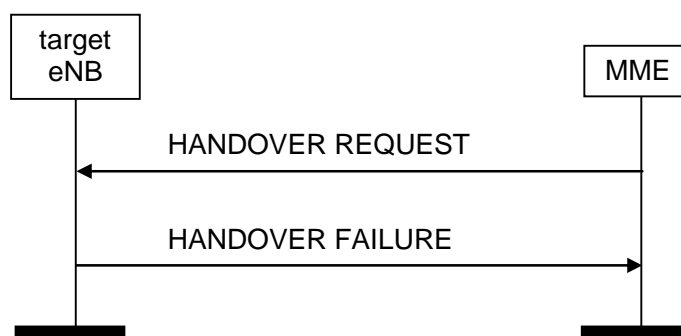 target
eNB
MME
HANDOVER REQUEST
HANDOVER FAILURE